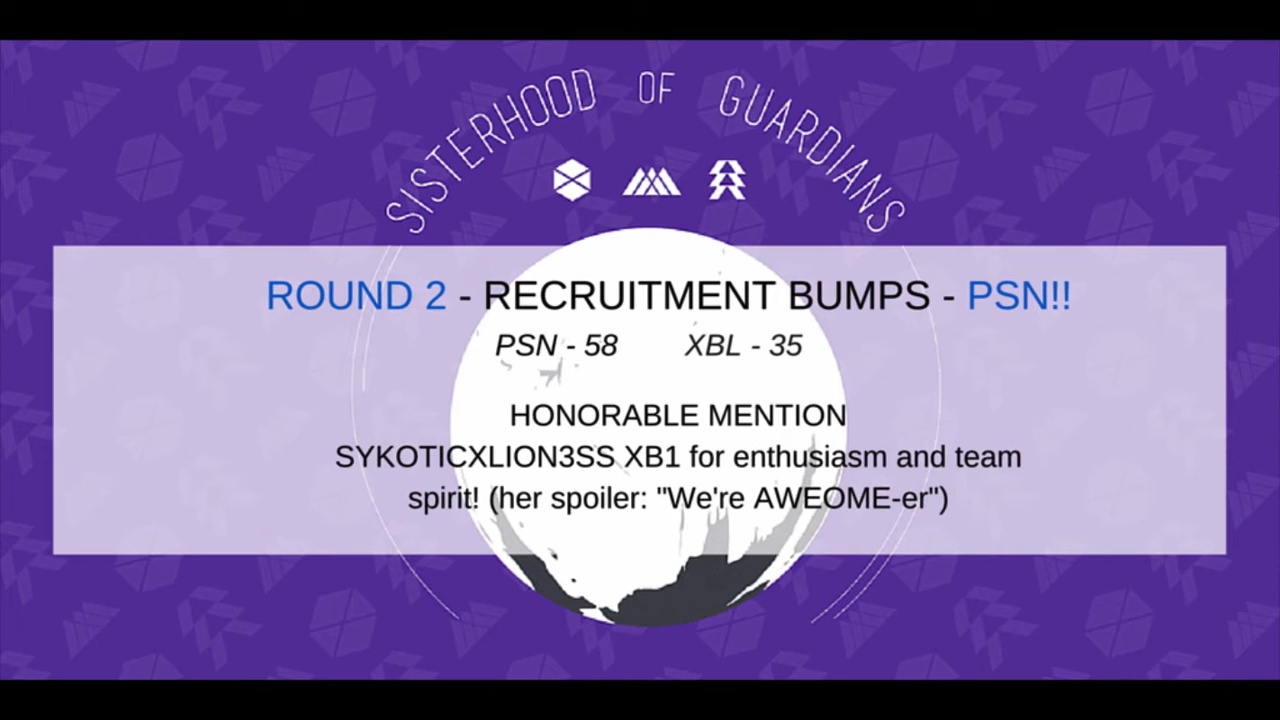 SISTERHOOD OF GUARDIANS
ROUND 2 - RECRUITMENT BUMPS - PSN!!
PSN - 58 XBL - 35
HONORABLE MENTION
SYKOTICXLION3SS XB1 for enthusiasm and team
spirit! (her spoiler: "We're AWEOME-er")